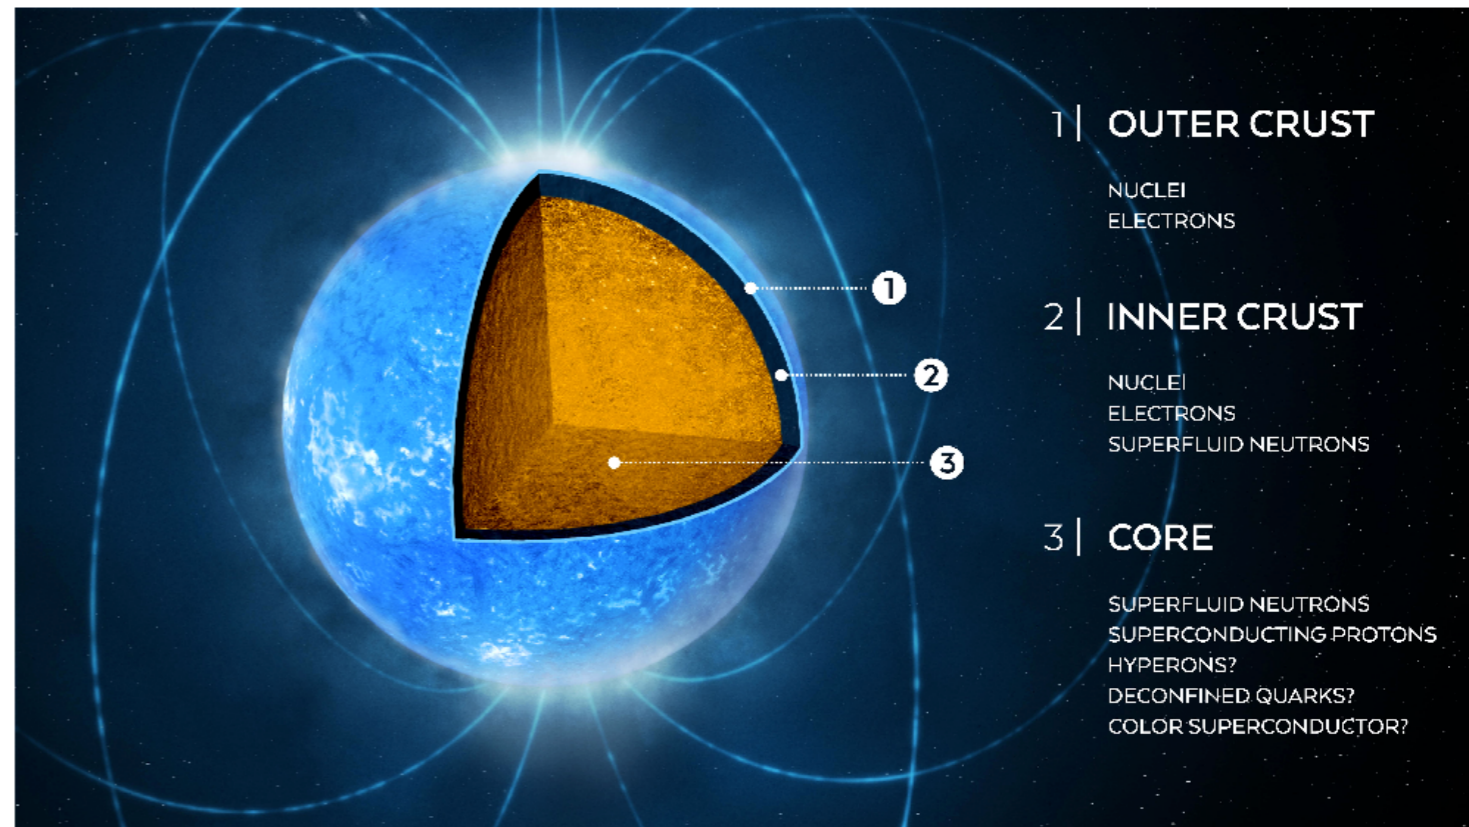 1 | OUTER CRUST
NUCLEI
ELECTRONS
1
2 | INNER CRUST
2
NUCLEI
ELECTRONS
SUPERFLUID NEUTRONS
3
3 | CORE
SUPERFLUID NEUTRONS
SUPERCONDUCTING PROTONS
HYPERONS?
DECONFINED QUARKS?
COLOR SUPERCONDUCTOR?